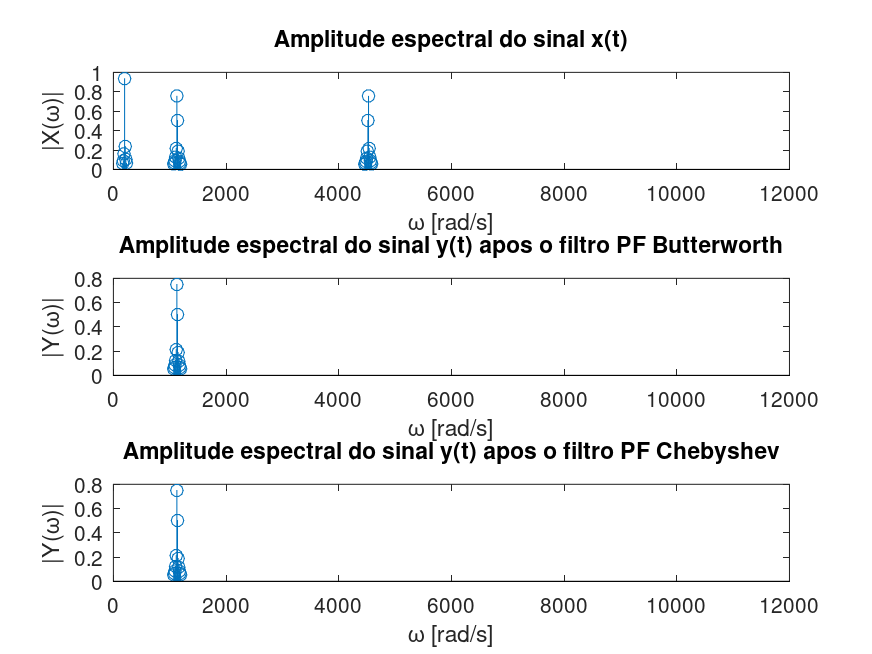 Amplitude espectral do sinal x(t)
|X(ω)|
1
0.8
0.6
0.4
0.2
0
0 2000 4000 6000 8000 10000 12000
ω [rad/s]
Amplitude espectral do sinal y(t) apos o filtro PF Butterworth
|Y(ω)|
0.8
0.6
0.4
0.2
0
0 2000 4000 6000 8000 10000 12000
ω [rad/s]
Amplitude espectral do sinal y(t) apos o filtro PF Chebyshev
|Y(ω)|
0.8
0.6
0.4
0.2
0
0 2000 4000 6000 8000 10000 12000
ω [rad/s]